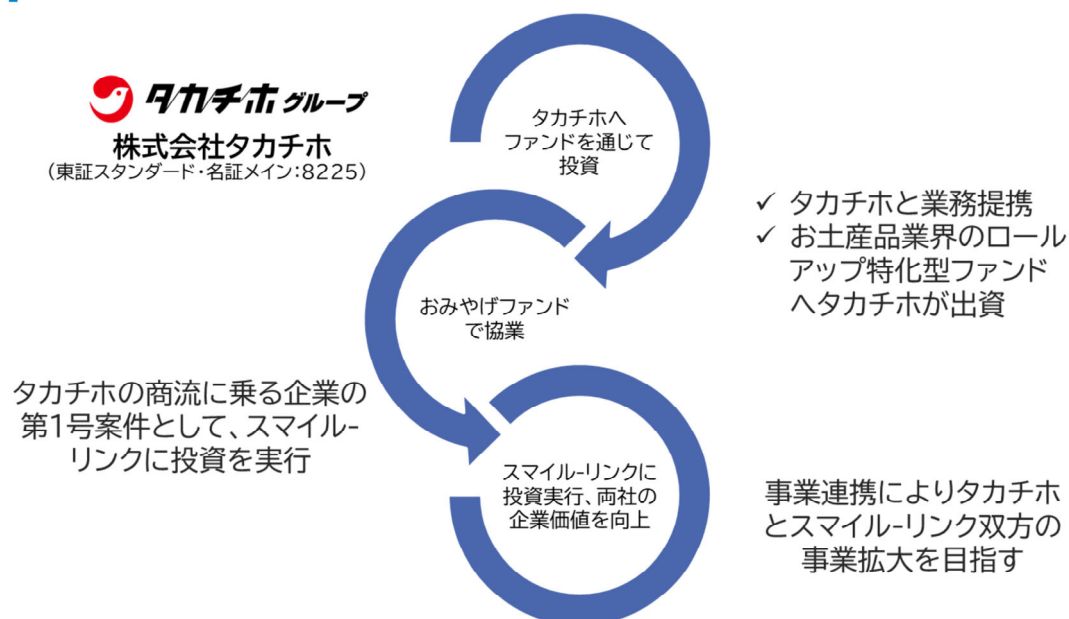 タカチホグループ
株式会社タカチホ
（東証スタンダード・名証メイン：8225）
タカチホへ
ファンドを通じて
投資
✓ タカチホと業務提携
✓ お土産品業界のロール
アップ特化型ファンド
へタカチホが出資
おみやげファンド
で協業
タカチホの商流に乗る企業の
第1号案件として、スマイル-
リンクに投資を実行
スマイル-リンクに
投資実行、両社の
企業価値を向上
事業連携によりタカチホ
とスマイル-リンク双方の
事業拡大を目指す